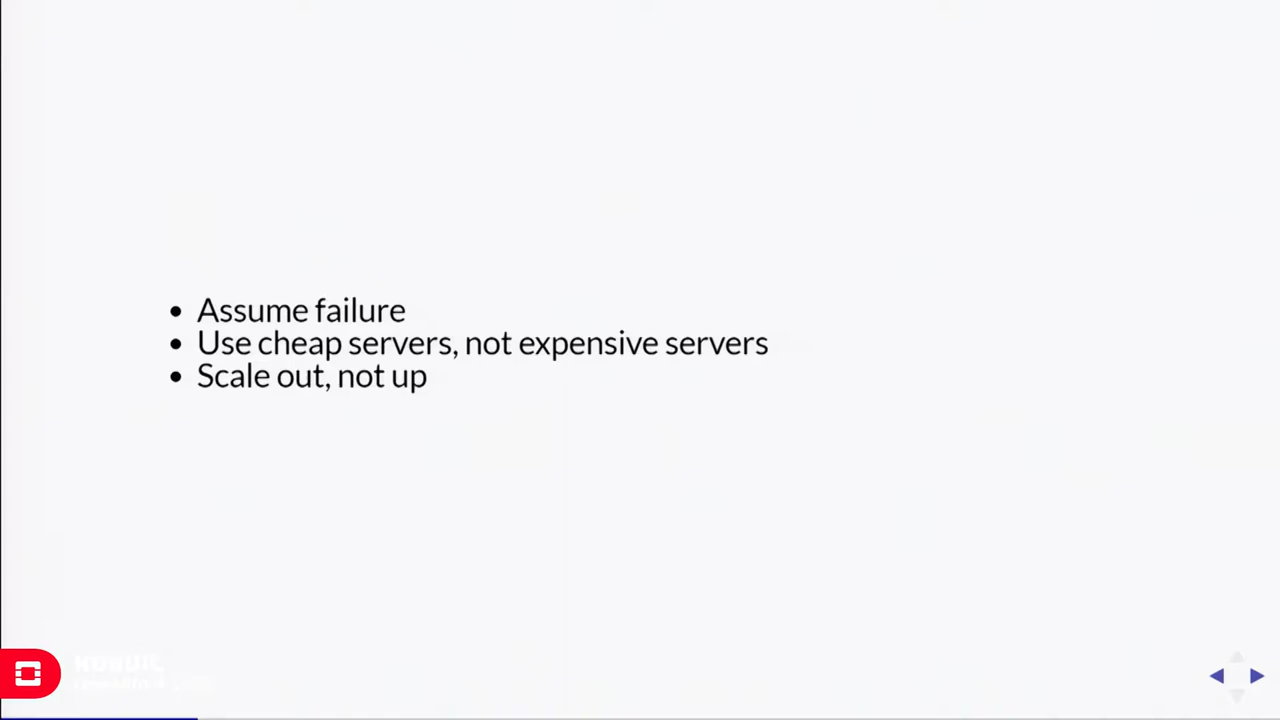 Assume failure
Use cheap servers, not expensive servers
Scale out, not up